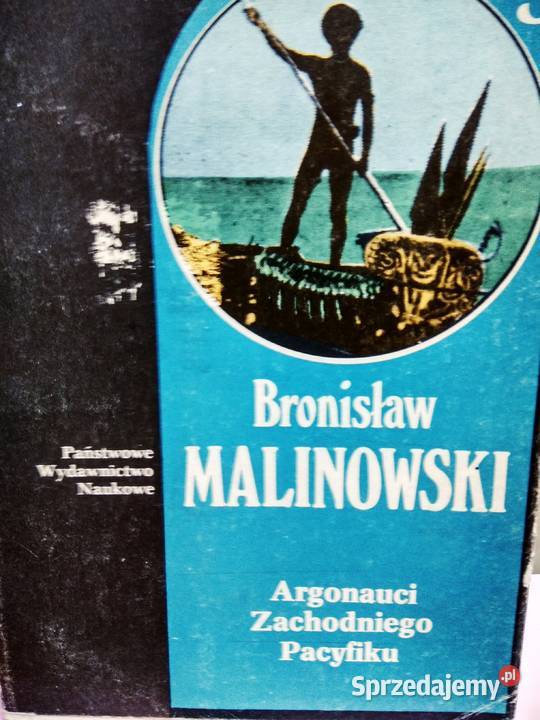 Bronisław
MALINOWSKI
Państwowe
Wydawnictwo
Naukowe
Argonauci
Zachodniego
Pacyfiku
Sprzedajemy.pl